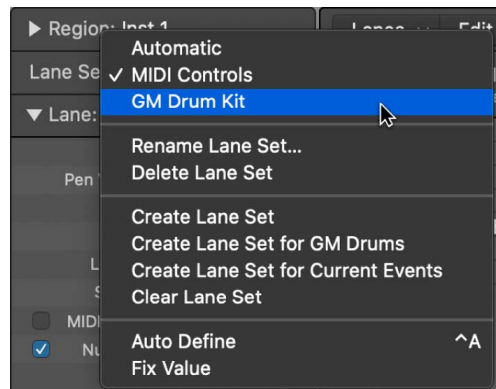 ▶ Region: Inst 1
Lanes
Edit
Lane Se
Automatic
✓ MIDI Controls
GM Drum Kit
▼ Lane:
Rename Lane Set...
Pen
Delete Lane Set
Create Lane Set
Create Lane Set for GM Drums
L
Create Lane Set for Current Events
S
Clear Lane Set
MIDI
Auto Define ^A
Nu
Fix Value